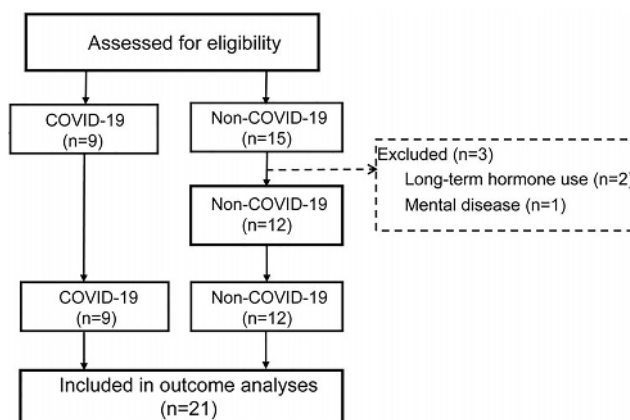 Assessed for eligibility
COVID-19
(n=9)
Non-COVID-19
(n=15)
Excluded (n=3)
Long-term hormone use (n=2)
Mental disease (n=1)
Non-COVID-19
(n=12)
COVID-19
(n=9)
Non-COVID-19
(n=12)
Included in outcome analyses
(n=21)